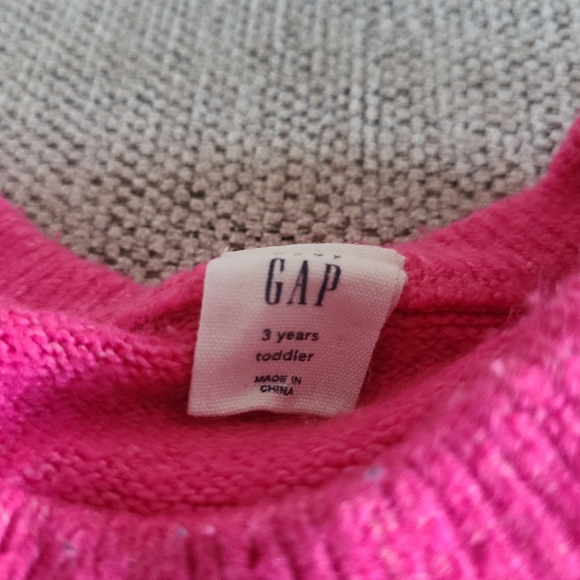 GAP
3 years
toddler
MADE IN
CHINA